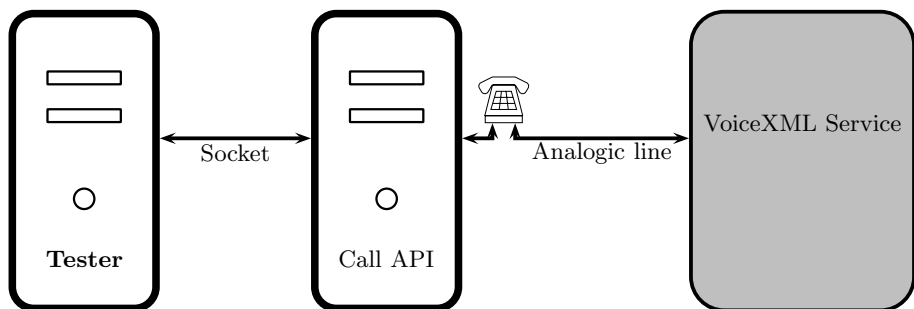 VoiceXML Service
Socket
Analogic line
Tester
Call API